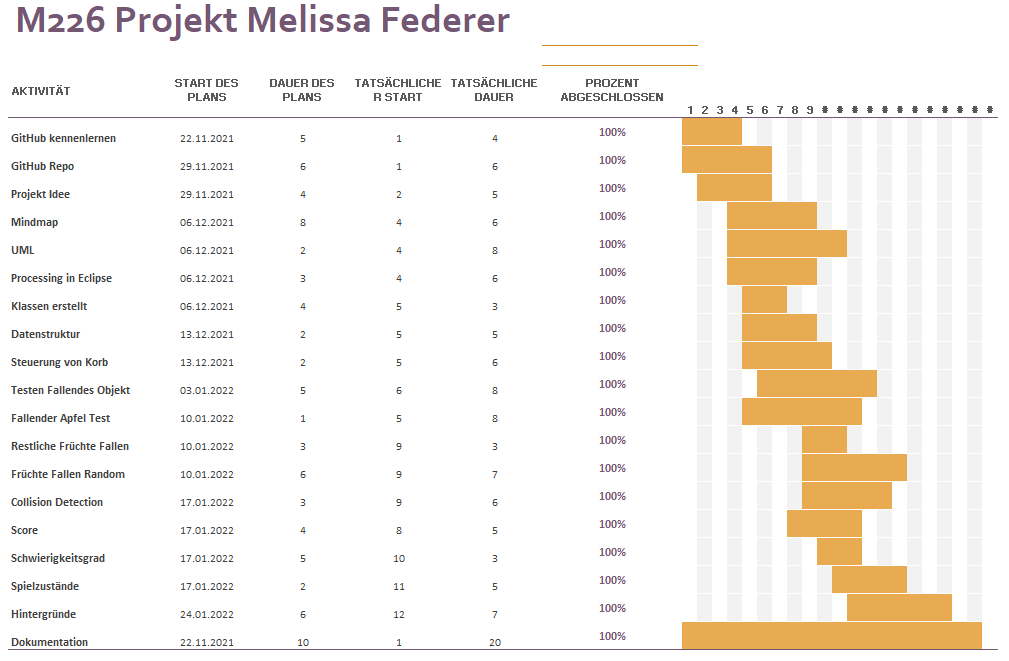 M226 Projekt Melissa Federer
AKTIVITÄT START DES PLANS DAUER DES PLANS TATSÄCHLICHE R START TATSÄCHLICHE DAUER PROZENT ABGESCHLOSSEN
1 2 3 4 5 6 7 8 9 # # # # # # # # # # # #
GitHub kennenlernen 22.11.2021 5 1 4 100%
GitHub Repo 29.11.2021 6 1 6 100%
Projekt Idee 29.11.2021 4 2 5 100%
Mindmap 06.12.2021 8 4 6 100%
UML 06.12.2021 2 4 8 100%
Processing in Eclipse 06.12.2021 3 4 6 100%
Klassen erstellt 06.12.2021 4 5 3 100%
Datenstruktur 13.12.2021 2 5 5 100%
Steuerung von Korb 13.12.2021 2 5 6 100%
Testen Fallendes Objekt 03.01.2022 5 6 8 100%
Fallender Apfel Test 10.01.2022 1 5 8 100%
Restliche Früchte Fallen 10.01.2022 3 9 3 100%
Früchte Fallen Random 10.01.2022 6 9 7 100%
Collision Detection 17.01.2022 3 9 6 100%
Score 17.01.2022 4 8 5 100%
Schwierigkeitsgrad 17.01.2022 5 10 3 100%
Spielzustände 17.01.2022 2 11 5 100%
Hintergründe 24.01.2022 6 12 7 100%
Dokumentation 22.11.2021 10 1 20 100%